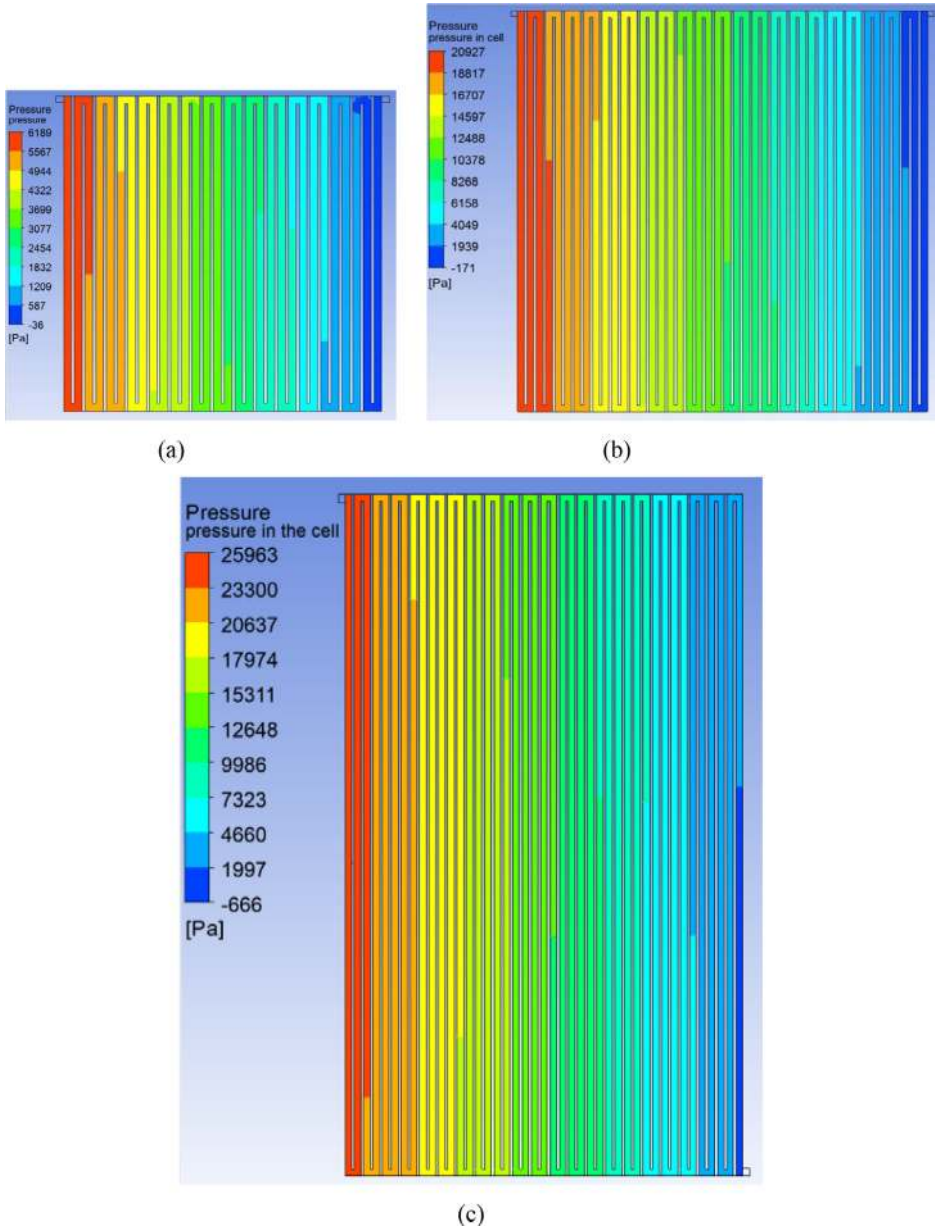 Pressure
pressure
6189
5567
4944
4322
3699
3077
2454
1832
1209
587
-36
[Pa]
(a)
Pressure
pressure in cell
20927
18817
16707
14597
12488
10378
8268
6158
4049
1939
-171
[Pa]
(b)
Pressure
pressure in the cell
25963
23300
20637
17974
15311
12648
9986
7323
4660
1997
-666
[Pa]
(c)